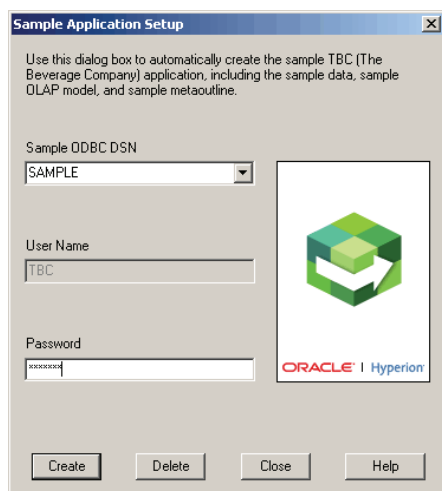 Sample Application Setup
Use this dialog box to automatically create the sample TBC (The
Beverage Company) application, including the sample data, sample
OLAP model, and sample metaoutline.
Sample ODBC DSN
SAMPLE
User Name
TBC
Password
xxxxxxx
ORACLE | Hyperion
Create Delete Close Help